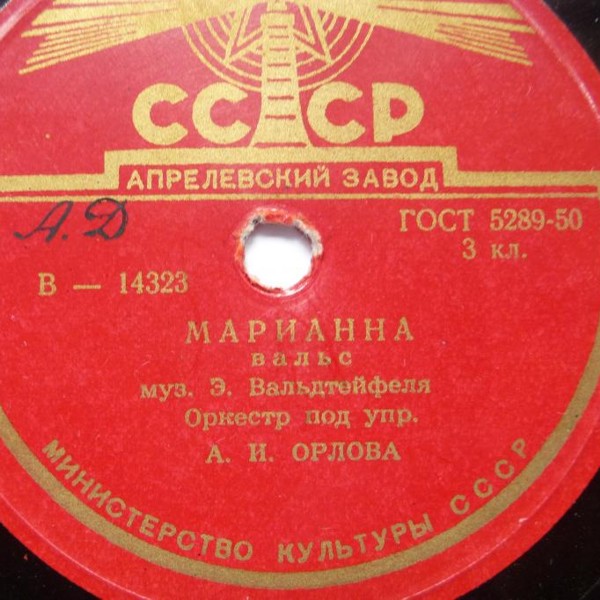 СССР
АПРЕЛЕВСКИЙ ЗАВОД
А.Д
ГОСТ 5289-50
3 кл.
В — 14323
МАРИАННА
вальс
муз. Э. Вальдтейфеля
Оркестр под упр.
А. И. ОРЛОВА
МИНИСТЕРСТВО КУЛЬТУРЫ СССР